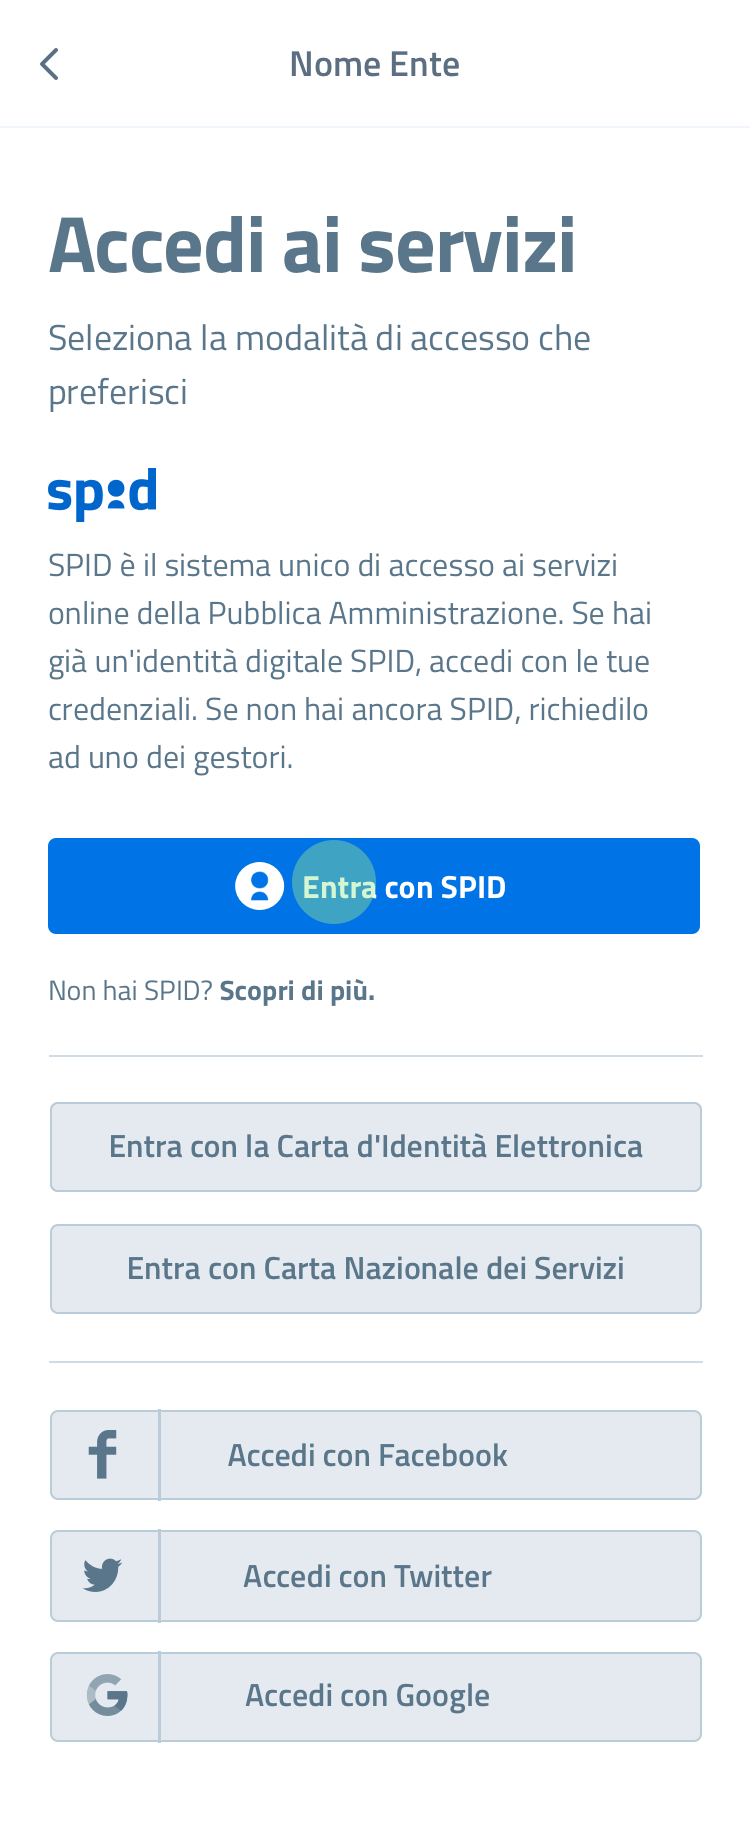 Nome Ente
Accedi ai servizi
Seleziona la modalità di accesso che
preferisci
spid
SPID è il sistema unico di accesso ai servizi
online della Pubblica Amministrazione. Se hai
già un'identità digitale SPID, accedi con le tue
credenziali. Se non hai ancora SPID, richiedilo
ad uno dei gestori.
Entra con SPID
Non hai SPID? Scopri di più.
Entra con la Carta d'Identità Elettronica
Entra con Carta Nazionale dei Servizi
Accedi con Facebook
Accedi con Twitter
Accedi con Google